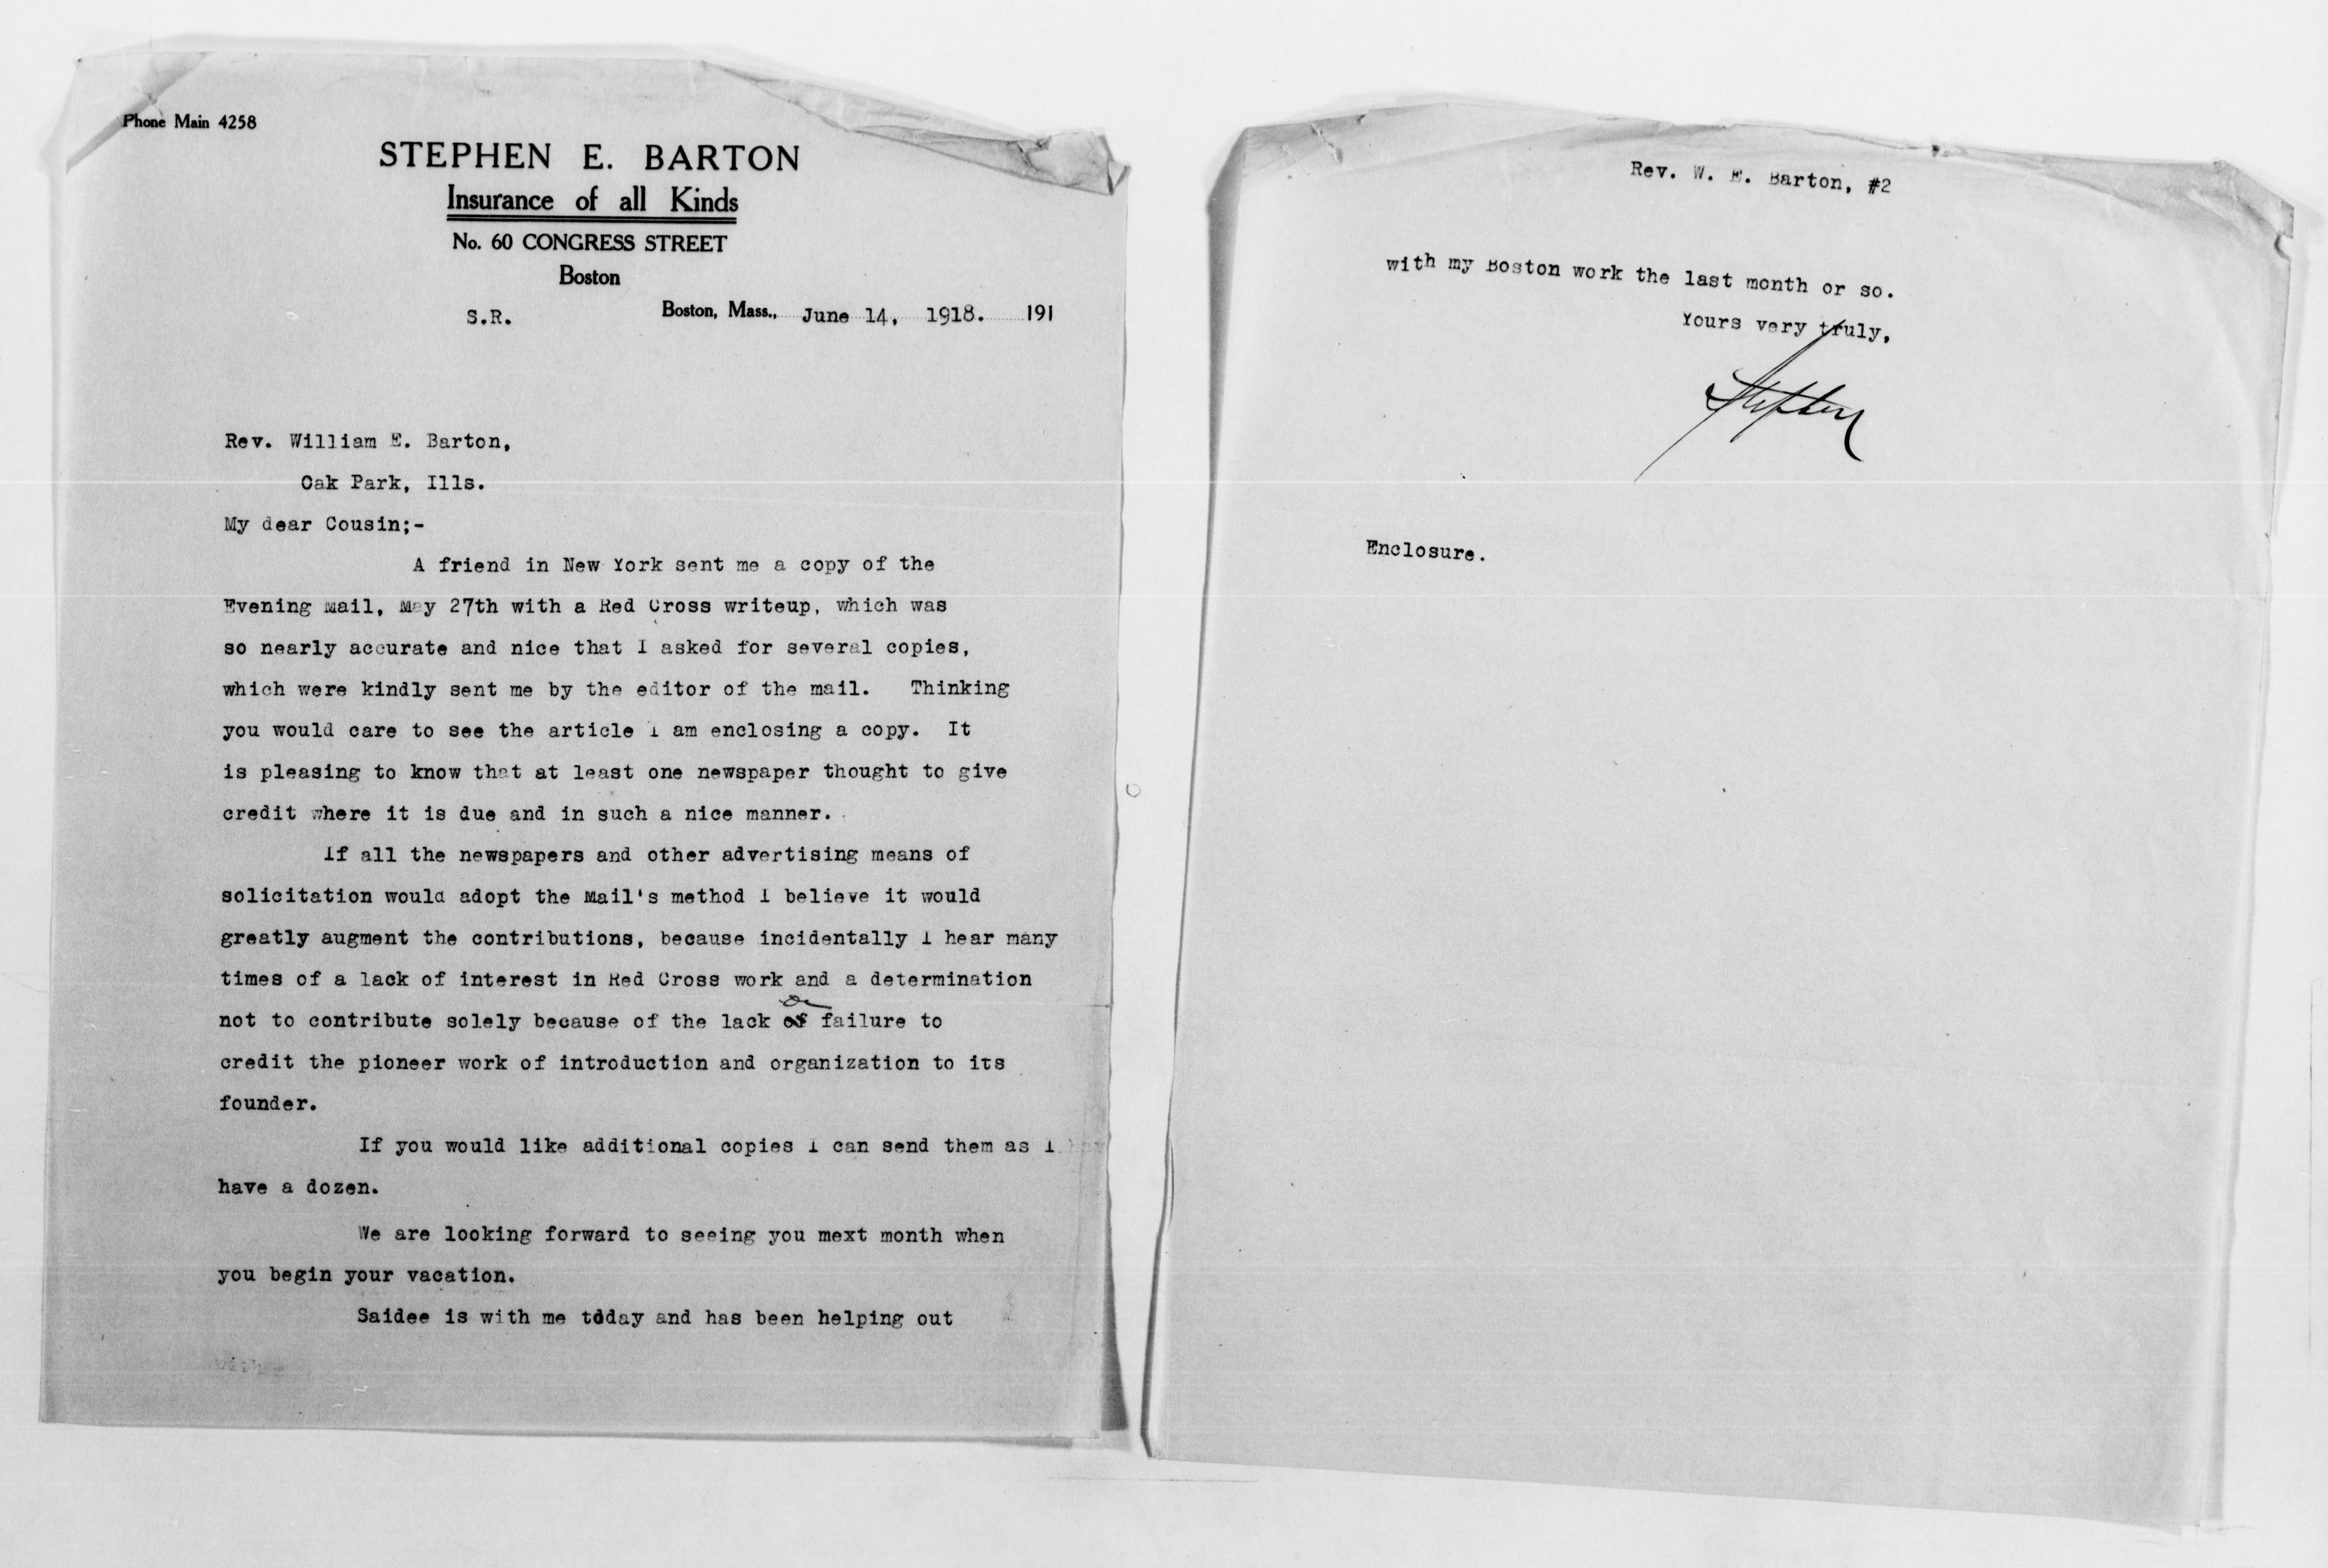 Phone Main 4258
STEPHEN E. BARTON
Insurance of all Kinds
No. 60 CONGRESS STREET
Boston
S.R. Boston, Mass., June 14, 1918. 191
Rev. William E. Barton,
Oak Park, Ills.
My dear Cousin;-
A friend in New York sent me a copy of the
Evening Mail, May 27th with a Red Cross writeup, which was
so nearly accurate and nice that I asked for several copies,
which were kindly sent me by the editor of the mail. Thinking
you would care to see the article I am enclosing a copy. It
is pleasing to know that at least one newspaper thought to give
credit where it is due and in such a nice manner.
If all the newspapers and other advertising means of
solicitation would adopt the Mail's method I believe it would
greatly augment the contributions, because incidentally I hear many
times of a lack of interest in Red Cross work and a determination
or
not to contribute solely because of the lack of failure to
credit the pioneer work of introduction and organization to its
founder.
If you would like additional copies I can send them as I
have a dozen.
We are looking forward to seeing you mext month when
you begin your vacation.
Saidee is with me today and has been helping out
with
Rev. W. E. Barton, #2
with my Boston work the last month or so.
Yours very truly,
Stephen
Enclosure.